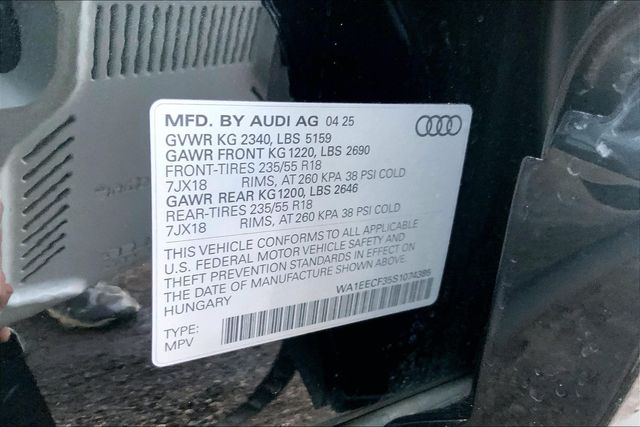 MFD. BY AUDI AG 04 25
GVWR KG 2340, LBS 5159
GAWR FRONT KG 1220, LBS 2690
FRONT-TIRES 235/55 R18
7JX18 RIMS, AT 260 KPA 38 PSI COLD
GAWR REAR KG1200, LBS 2646
REAR-TIRES 235/55 R18
7JX18 RIMS, AT 260 KPA 38 PSI COLD
THIS VEHICLE CONFORMS TO ALL APPLICABLE
U.S. FEDERAL MOTOR VEHICLE SAFETY AND
THEFT PREVENTION STANDARDS IN EFFECT ON
THE DATE OF MANUFACTURE SHOWN ABOVE.
HUNGARY
WA1EECF35S1074385
TYPE:
MPV